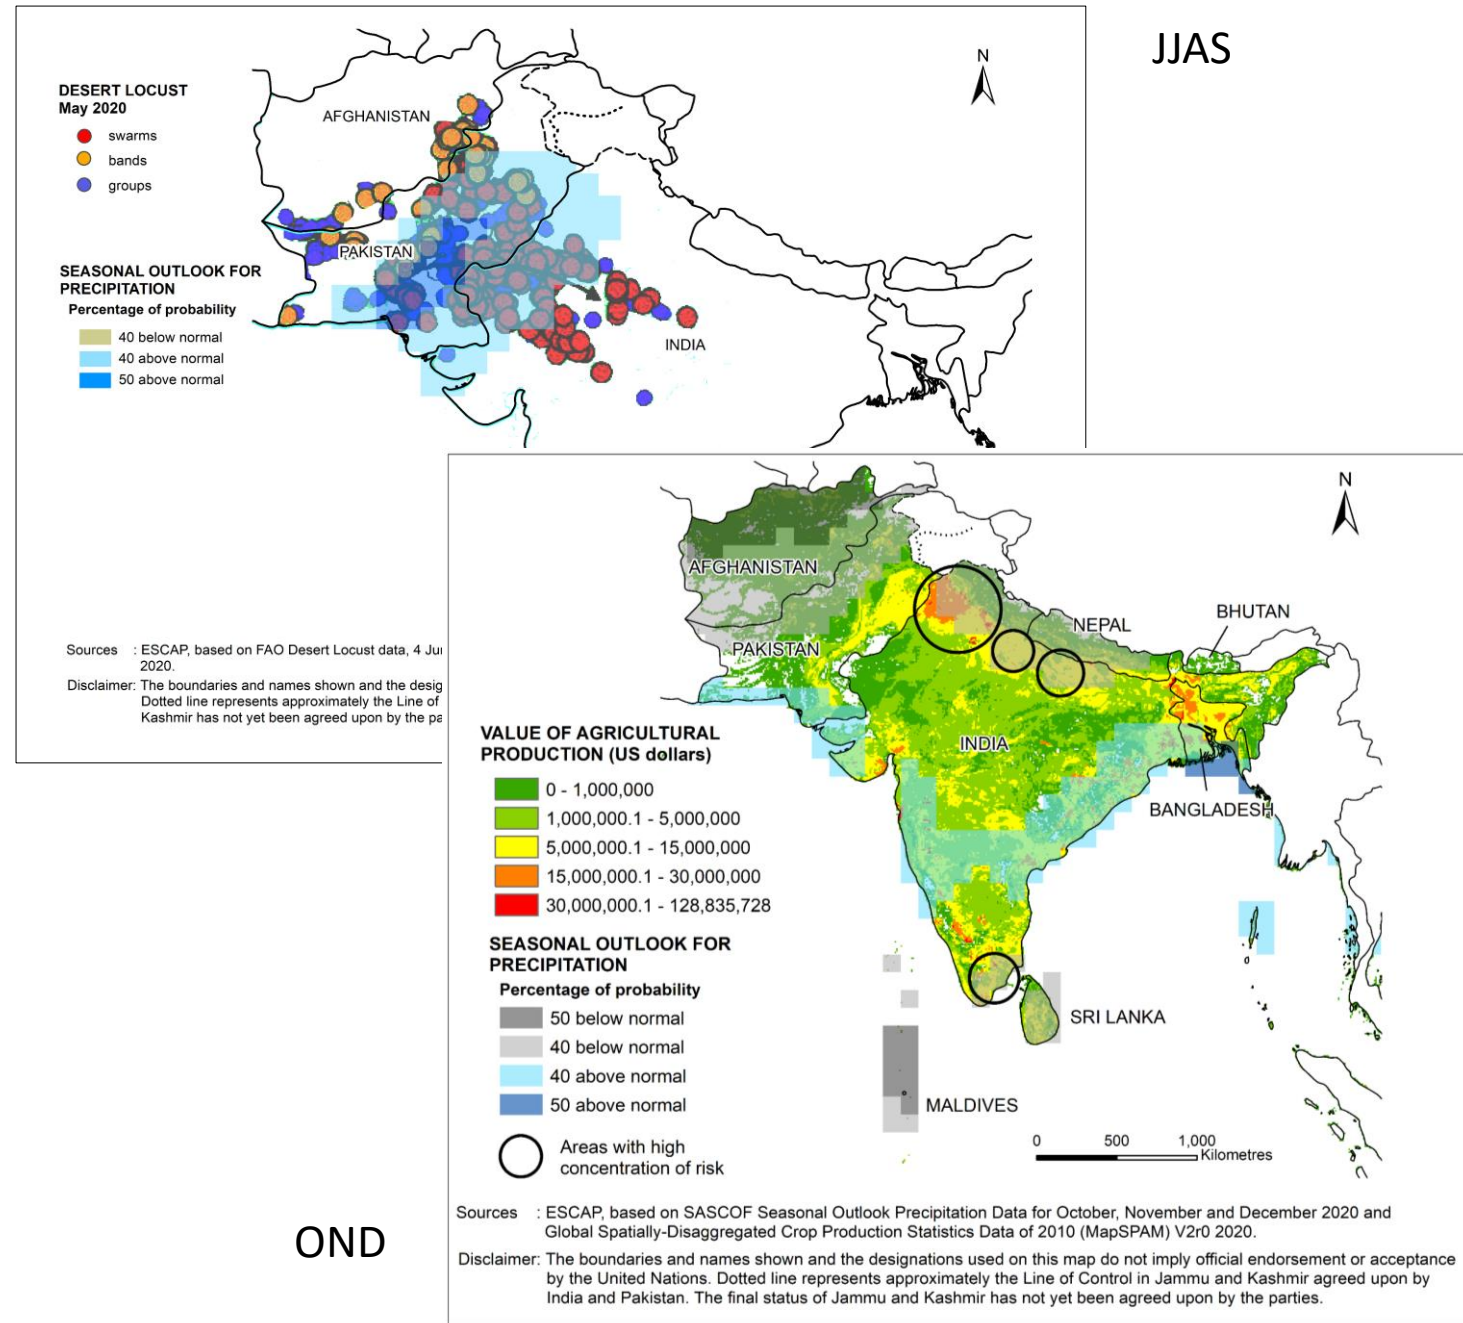 JJAS
N
DESERT LOCUST
May 2020
swarms
bands
groups
AFGHANISTAN
PAKISTAN
INDIA
SEASONAL OUTLOOK FOR
PRECIPITATION
Percentage of probability
40 below normal
40 above normal
50 above normal
Sources : ESCAP, based on FAO Desert Locust data, 4
2020.
Disclaimer: The boundaries and names shown and the
Dotted line represents approximately the Line of
Kashmir has not yet been agreed upon by the
N
AFGHANISTAN
PAKISTAN
NEPAL
BHUTAN
INDIA
BANGLADESH
SRI LANKA
MALDIVES
VALUE OF AGRICULTURAL
PRODUCTION (US dollars)
0 - 1,000,000
1,000,000.1 - 5,000,000
5,000,000.1 - 15,000,000
15,000,000.1 - 30,000,000
30,000,000.1 - 128,835,728
SEASONAL OUTLOOK FOR
PRECIPITATION
Percentage of probability
50 below normal
40 below normal
40 above normal
50 above normal
Areas with high
concentration of risk
0 500 1,000
Kilometres
OND
Sources : ESCAP, based on SASCOF Seasonal Outlook Precipitation Data for October, November and December 2020 and
Global Spatially-Disaggregated Crop Production Statistics Data of 2010 (MapSPAM) V2r0 2020.
Disclaimer: The boundaries and names shown and the designations used on this map do not imply official endorsement or acceptance
by the United Nations. Dotted line represents approximately the Line of Control in Jammu and Kashmir agreed upon by
India and Pakistan. The final status of Jammu and Kashmir has not yet been agreed upon by the parties.